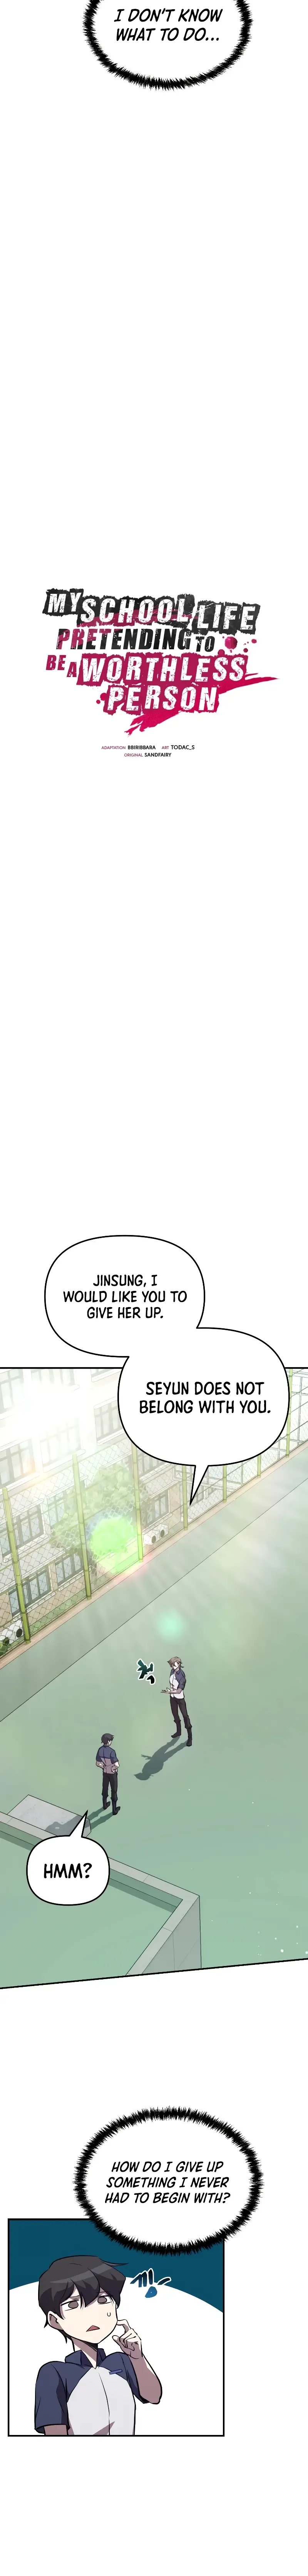 I DON'T KNOW
WHAT TO DO...
MY SCHOOL LIFE
PRETENDING TO
BE A WORTHLESS
PERSON
ADAPTATION BBIRIBBARA ART TODAC_S
ORIGINAL SANDFAIRY
JINSUNG, I
WOULD LIKE YOU TO
GIVE HER UP.
SEYUN DOES NOT
BELONG WITH YOU.
HMM?
HOW DO I GIVE UP
SOMETHING I NEVER
HAD TO BEGIN WITH?